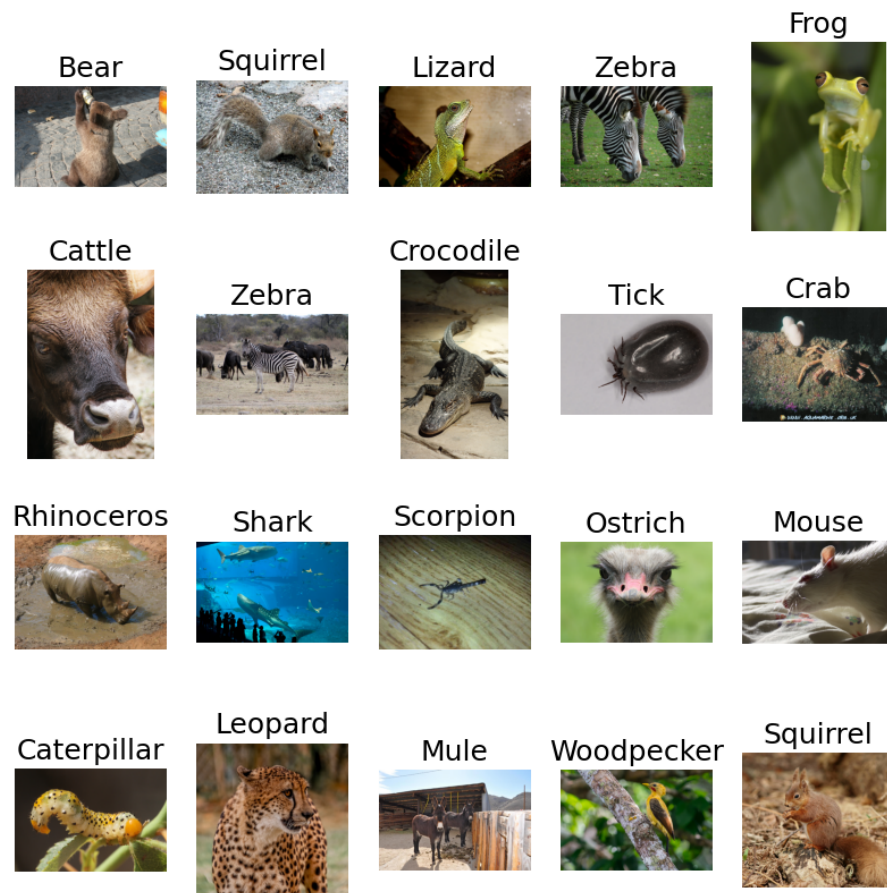 Bear
Squirrel
Lizard
Zebra
Frog
Cattle
Zebra
Crocodile
Tick
Crab
Rhinoceros
Shark
Scorpion
Ostrich
Mouse
Caterpillar
Leopard
Mule
Woodpecker
Squirrel